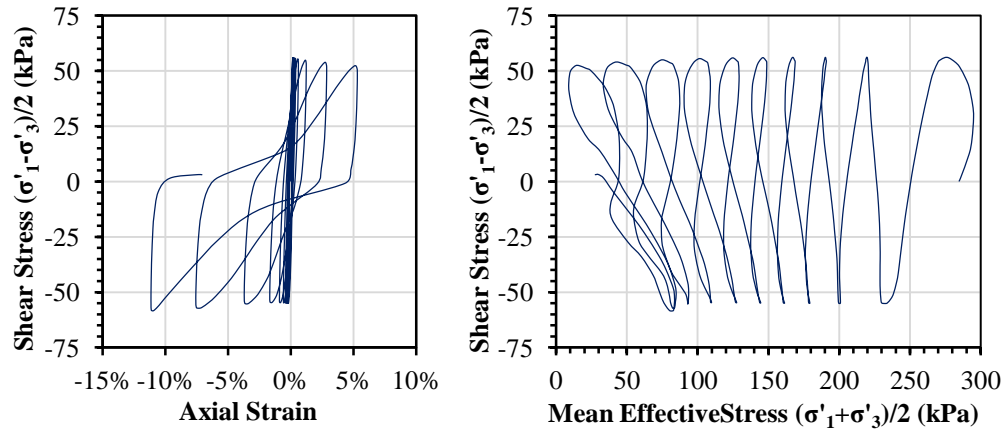 Shear Stress (σ'1-σ'3)/2 (kPa)
75
50
25
0
-25
-50
-75
-15% -10% -5% 0% 5% 10%
Axial Strain
Shear Stress (σ'1-σ'3)/2 (kPa)
75
50
25
0
-25
-50
-75
0 50 100 150 200 250 300
Mean EffectiveStress (σ'1+σ'3)/2 (kPa)